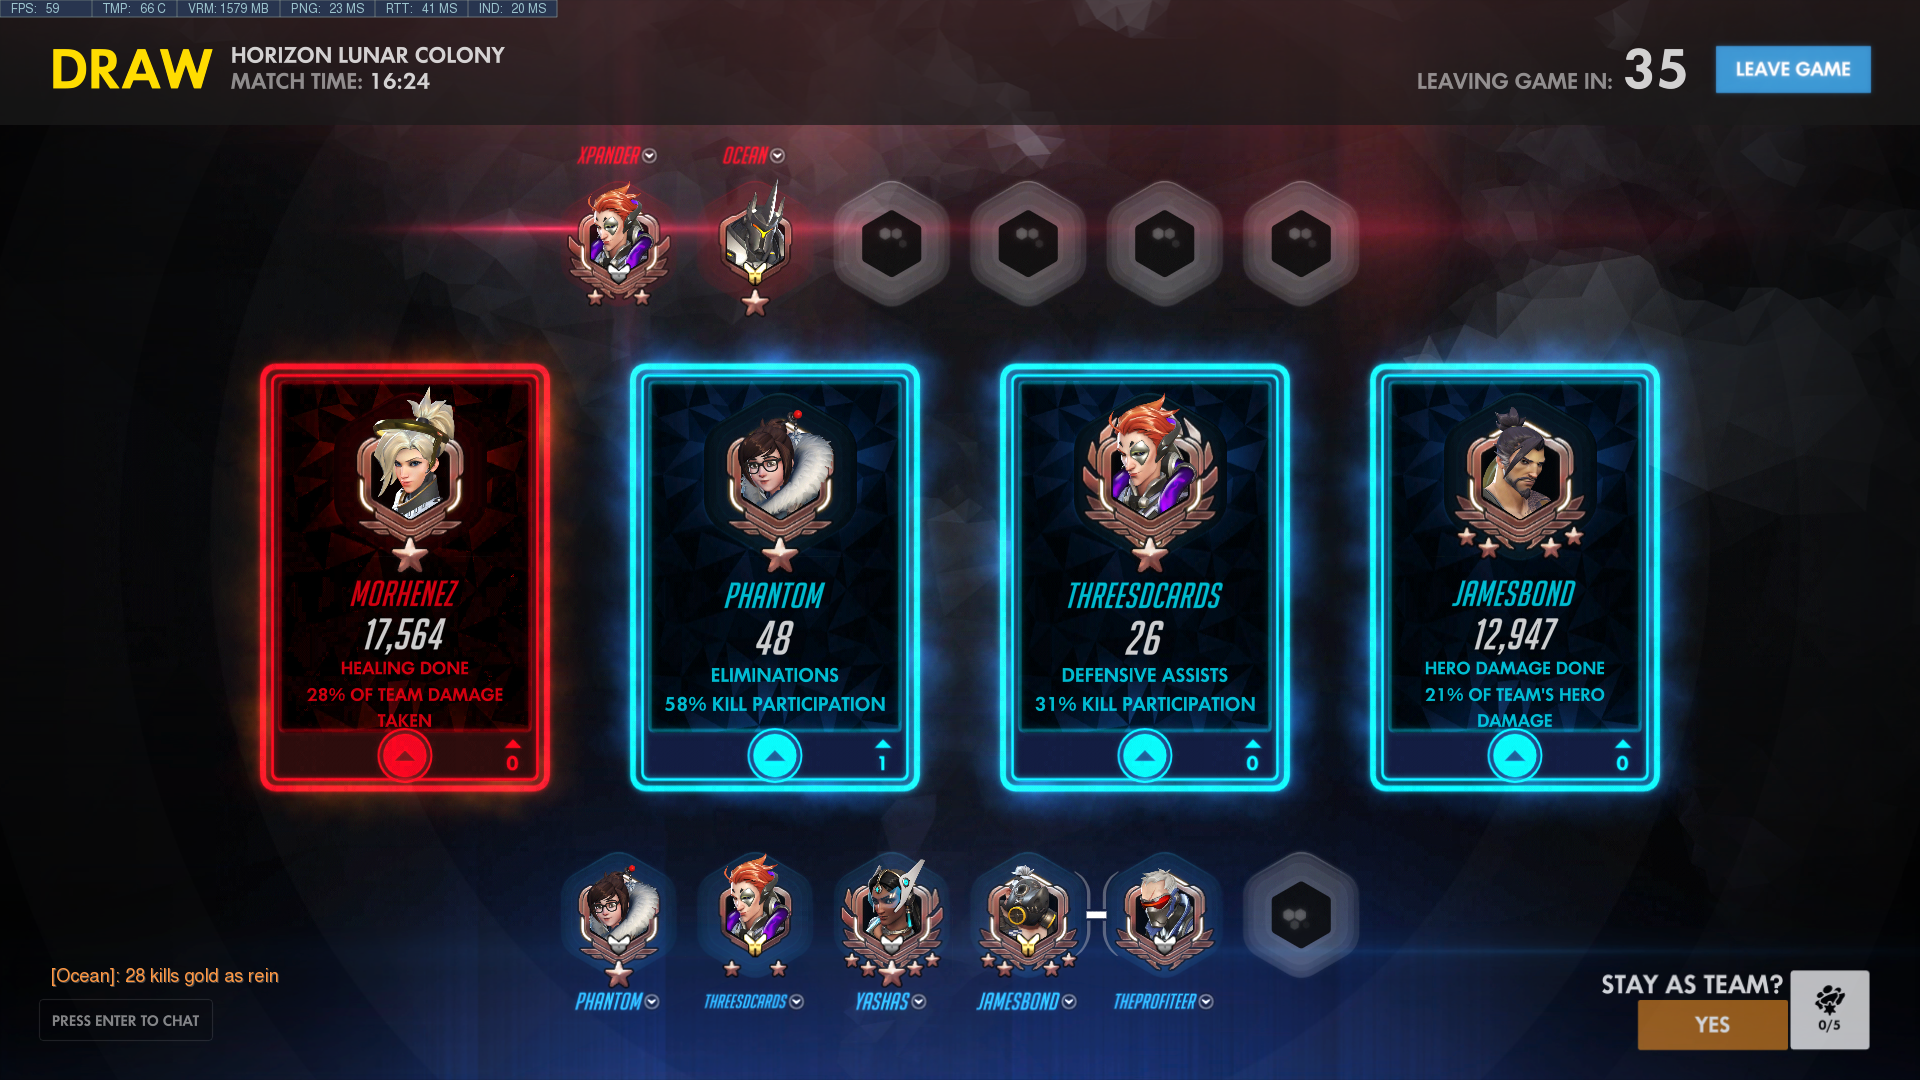 FPS: 59 TMP: 66 C VRM: 1579 MB PNG: 23 MS RTT: 41 MS IND: 20 MS
DRAW
HORIZON LUNAR COLONY
MATCH TIME: 16:24
LEAVING GAME IN: 35
LEAVE GAME
XPANDER
OCEAN
MORHENEZ
17,564
HEALING DONE
28% OF TEAM DAMAGE
TAKEN
0
PHANTOM
48
ELIMINATIONS
58% KILL PARTICIPATION
1
THREESDCARDS
26
DEFENSIVE ASSISTS
31% KILL PARTICIPATION
0
JAMESBOND
12,947
HERO DAMAGE DONE
21% OF TEAM'S HERO
DAMAGE
0
PHANTOM
THREESDCARDS
YASHAS
JAMESBOND
THEPROFITEER
[Ocean]: 28 kills gold as rein
PRESS ENTER TO CHAT
STAY AS TEAM?
YES
0/5